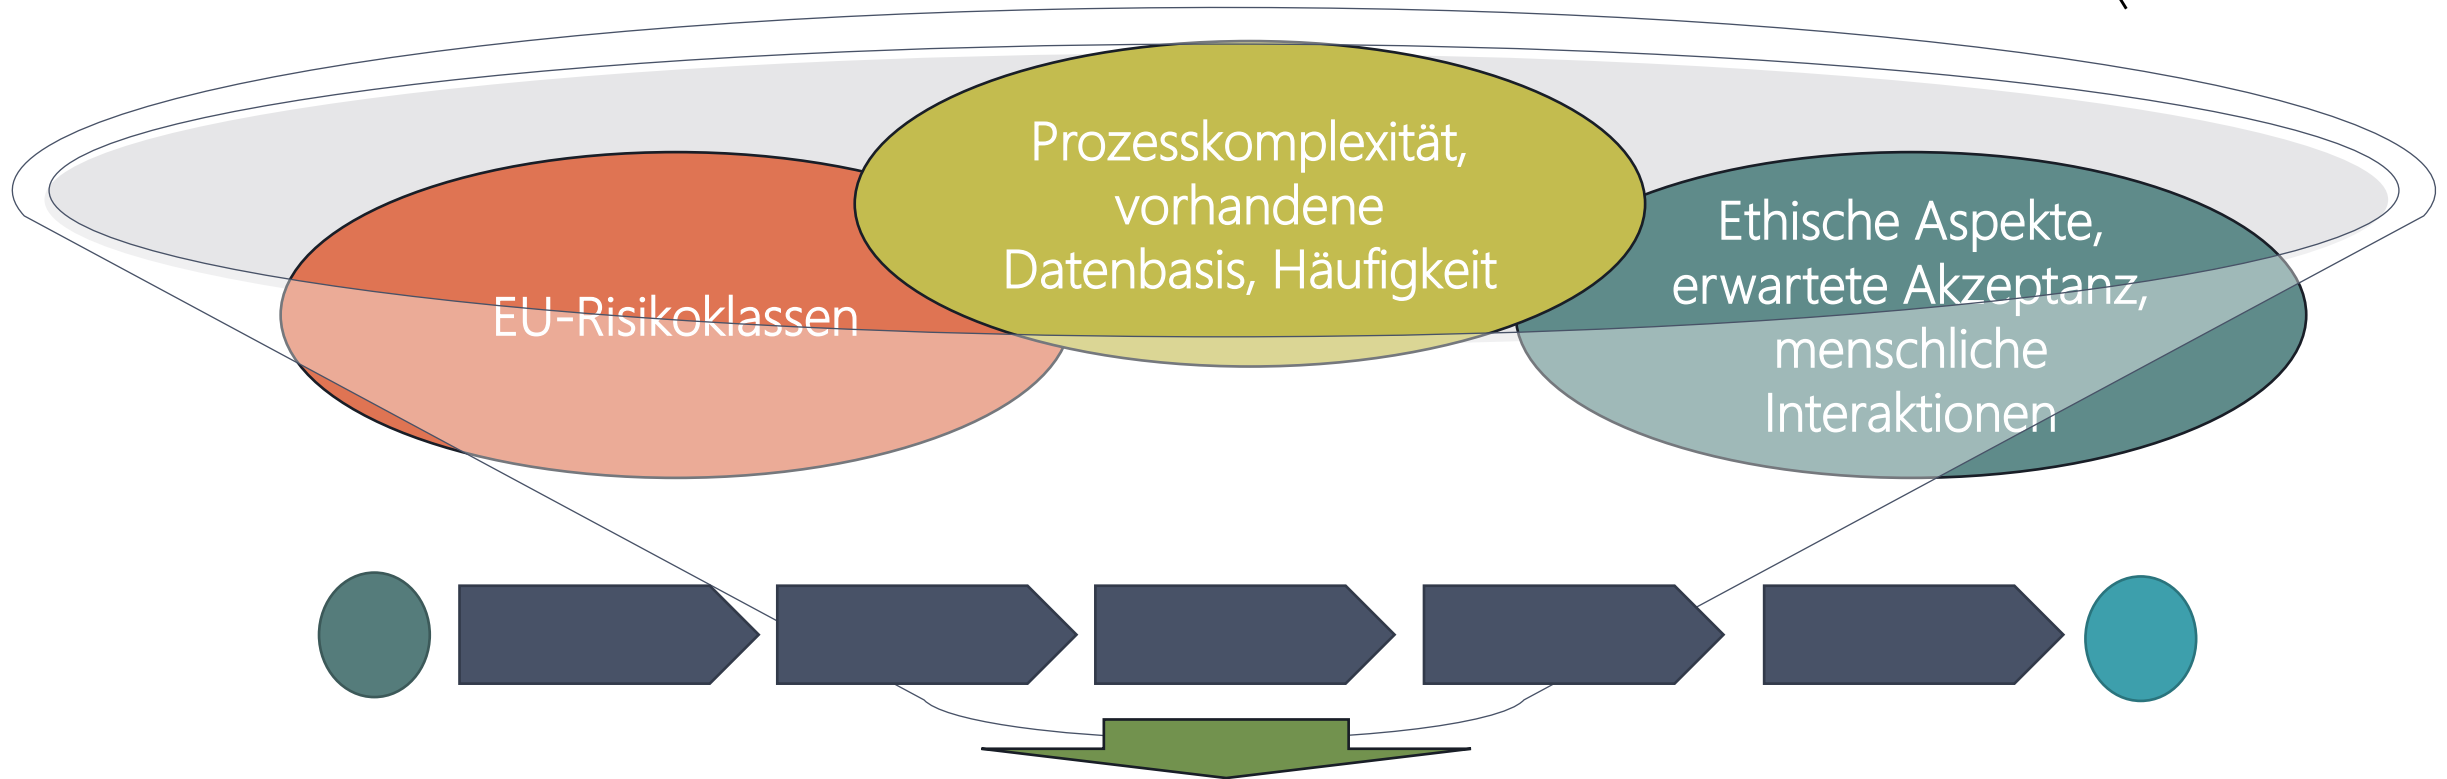 EU-Risikoklassen
Prozesskomplexität,
vorhandene
Datenbasis, Häufigkeit
Ethische Aspekte,
erwartete Akzeptanz,
menschliche
Interaktionen